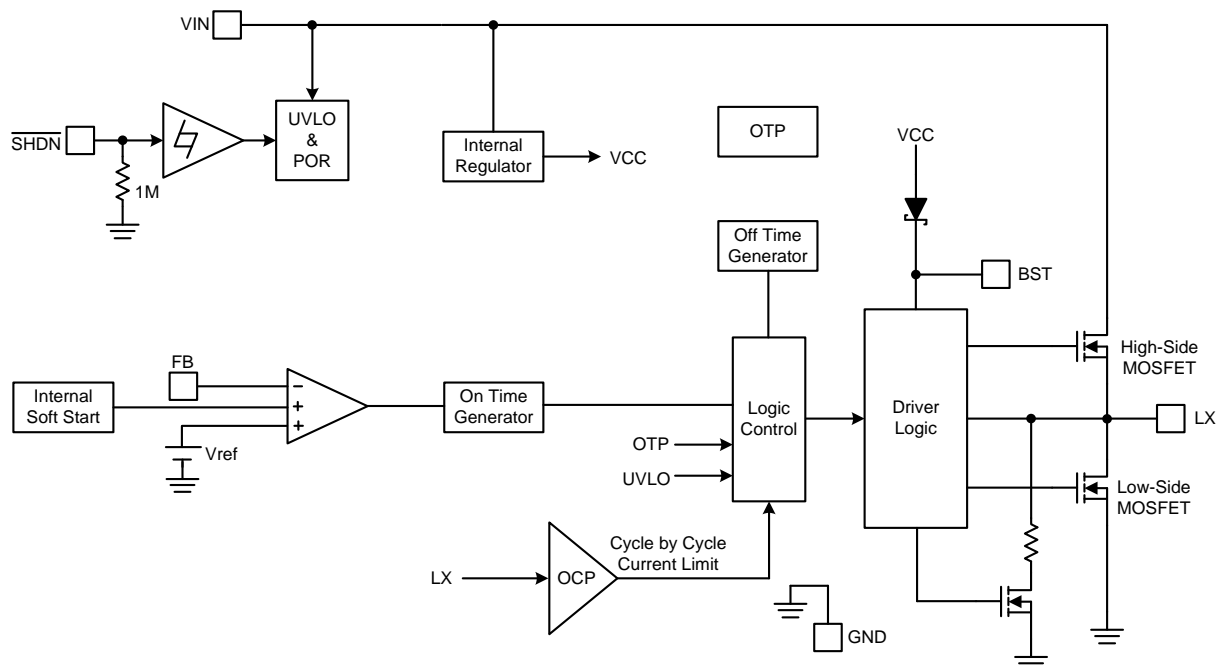 VIN
SHDN
1M
UVLO
&
POR
Internal
Regulator
VCC
OTP
VCC
Off Time
Generator
BST
FB
Internal
Soft Start
−
+
+
Vref
On Time
Generator
Logic
Control
OTP
UVLO
Driver
Logic
High-Side
MOSFET
LX
Low-Side
MOSFET
LX
OCP
Cycle by Cycle
Current Limit
GND